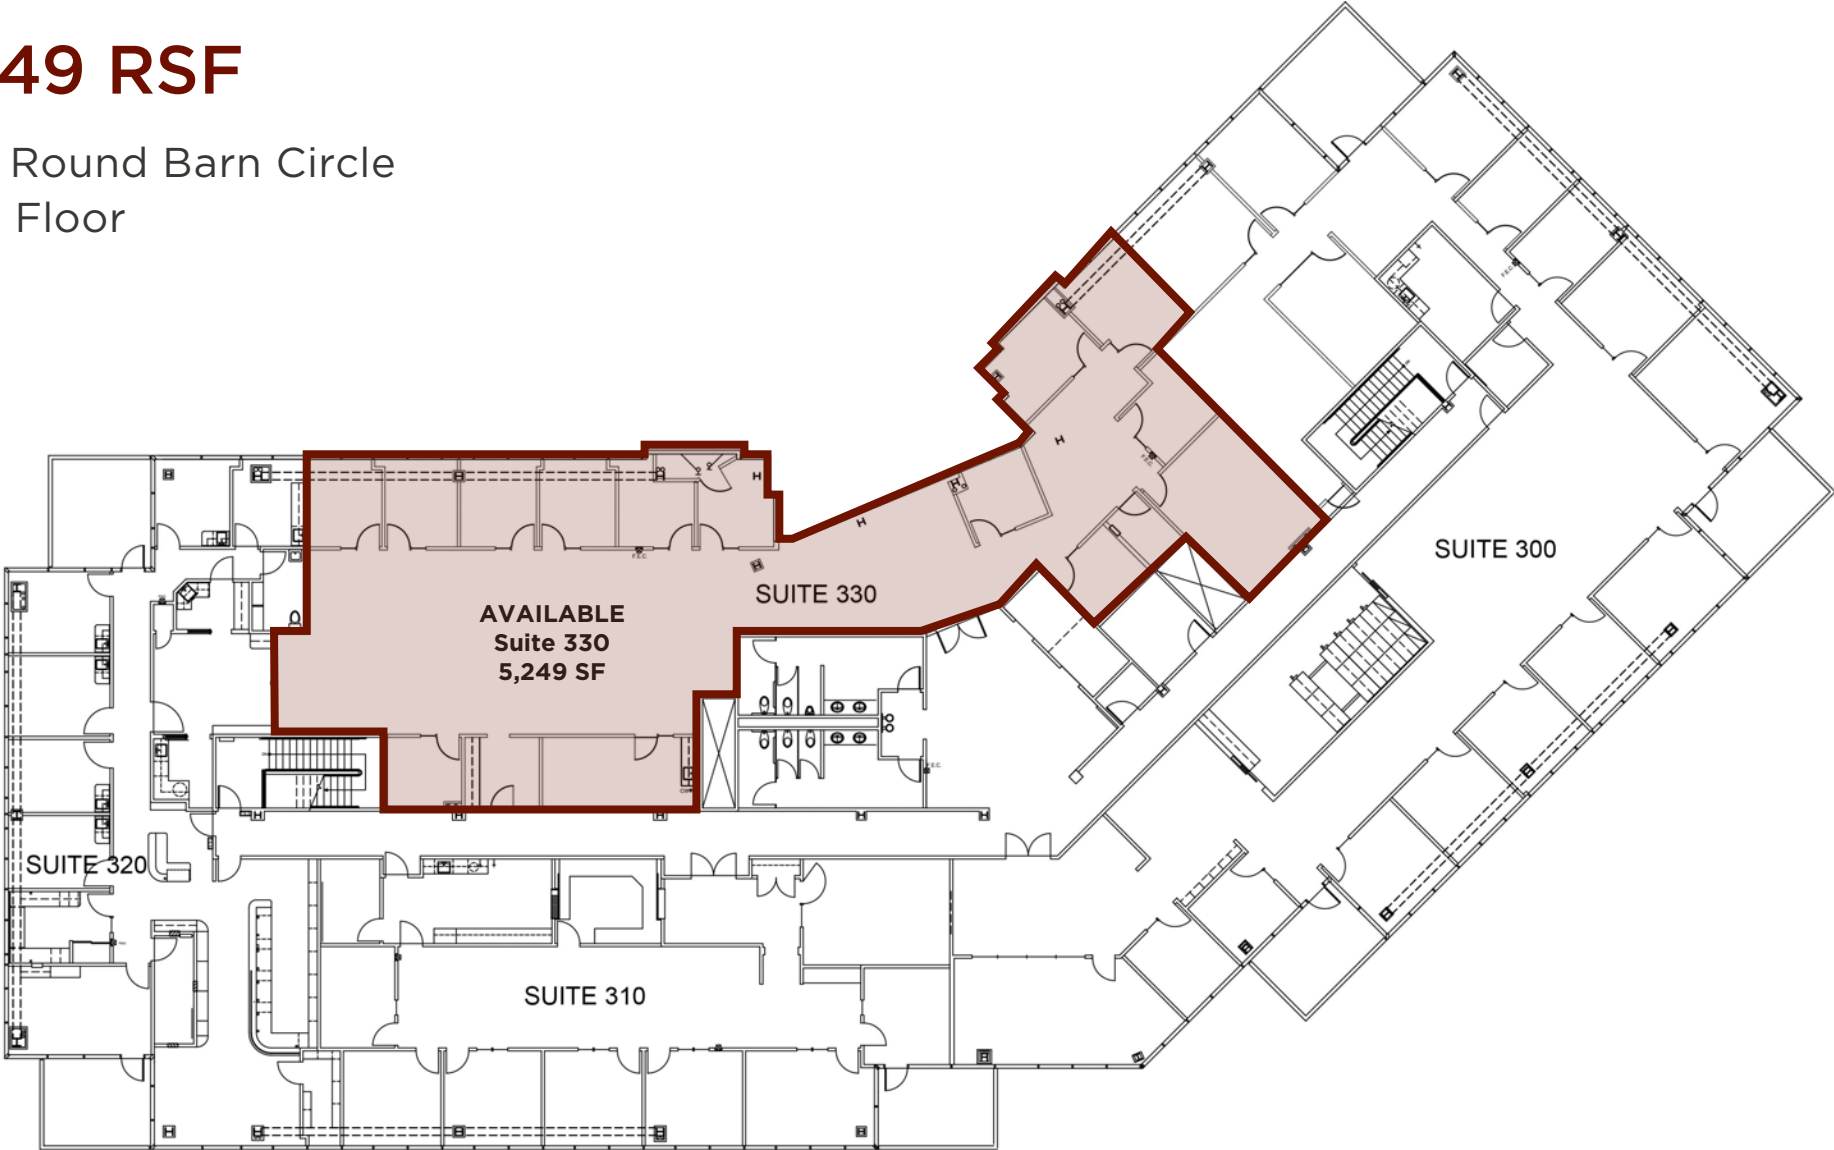 49 RSF
Round Barn Circle
Floor
SUITE 300
F.E.C.
F.E.C.
F.E.C.
SUITE 330
AVAILABLE
Suite 330
5,249 SF
F.E.C.
CW
SUITE 320
SUITE 310